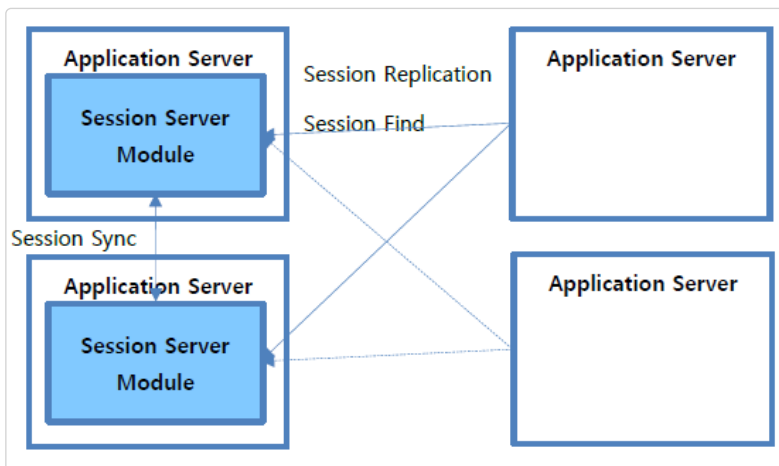 Application Server
Session Server
Module
Session Replication
Session Find
Application Server
Session Sync
Application Server
Session Server
Module
Application Server